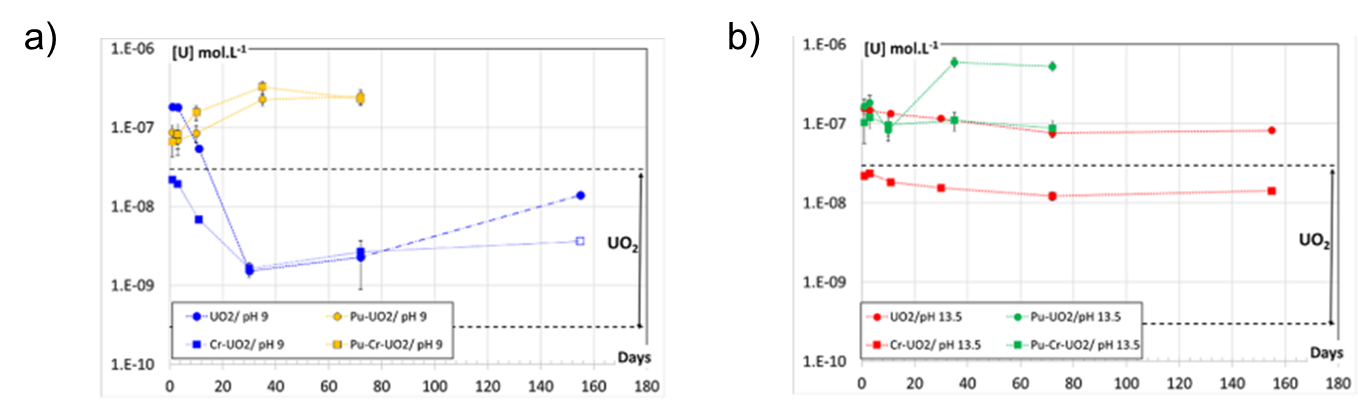 a)
[U] mol.L-1
1.E-06
1.E-07
1.E-08
1.E-09
1.E-10
UO2
UO2/ pH 9
Pu-UO2/ pH 9
Cr-UO2/ pH 9
Pu-Cr-UO2/ pH 9
Days
0 20 40 60 80 100 120 140 160 180
b)
[U] mol.L-1
1.E-06
1.E-07
1.E-08
1.E-09
1.E-10
UO2
UO2/pH 13.5
Pu-UO2/pH 13.5
Cr-UO2/ pH 13.5
Pu-Cr-UO2/ pH 13.5
Days
0 20 40 60 80 100 120 140 160 180